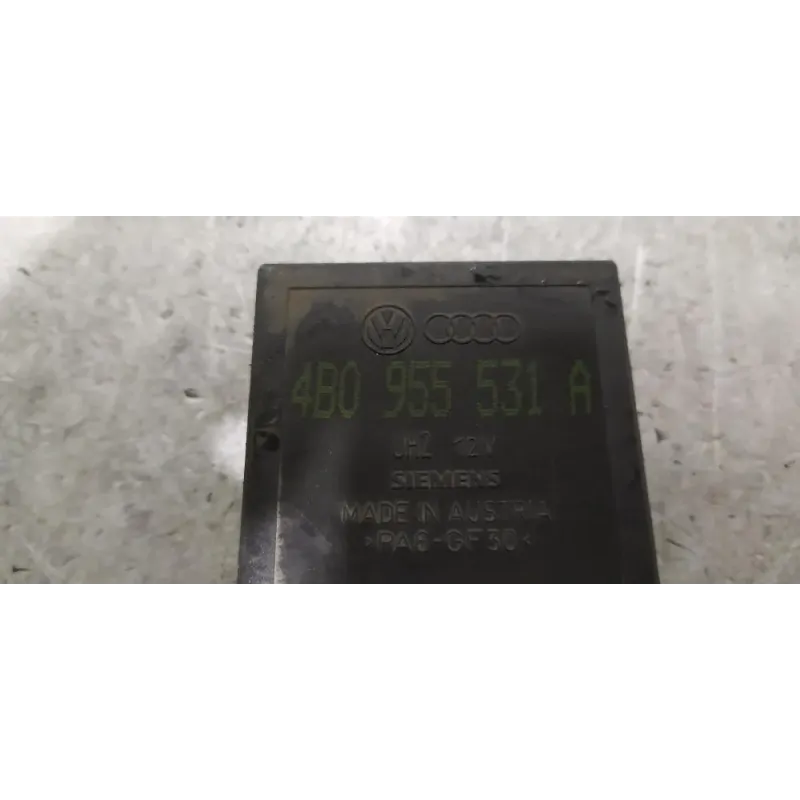 4B0 955 531 A
JHZ 12V
SIEMENS
MADE IN AUSTRIA
>PA6-GF30<